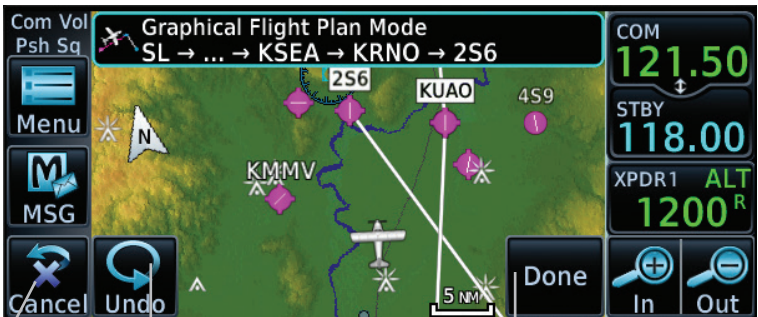 Com Vol
Psh Sq
Menu
MSG
Cancel
Undo
Graphical Flight Plan Mode
SL → ... → KSEA → KRNO → 2S6
2S6
KUAO
4S9
KMMV
N
5 NM
Done
COM
121.50
STBY
118.00
XPDR1 ALT
1200 R
In
Out